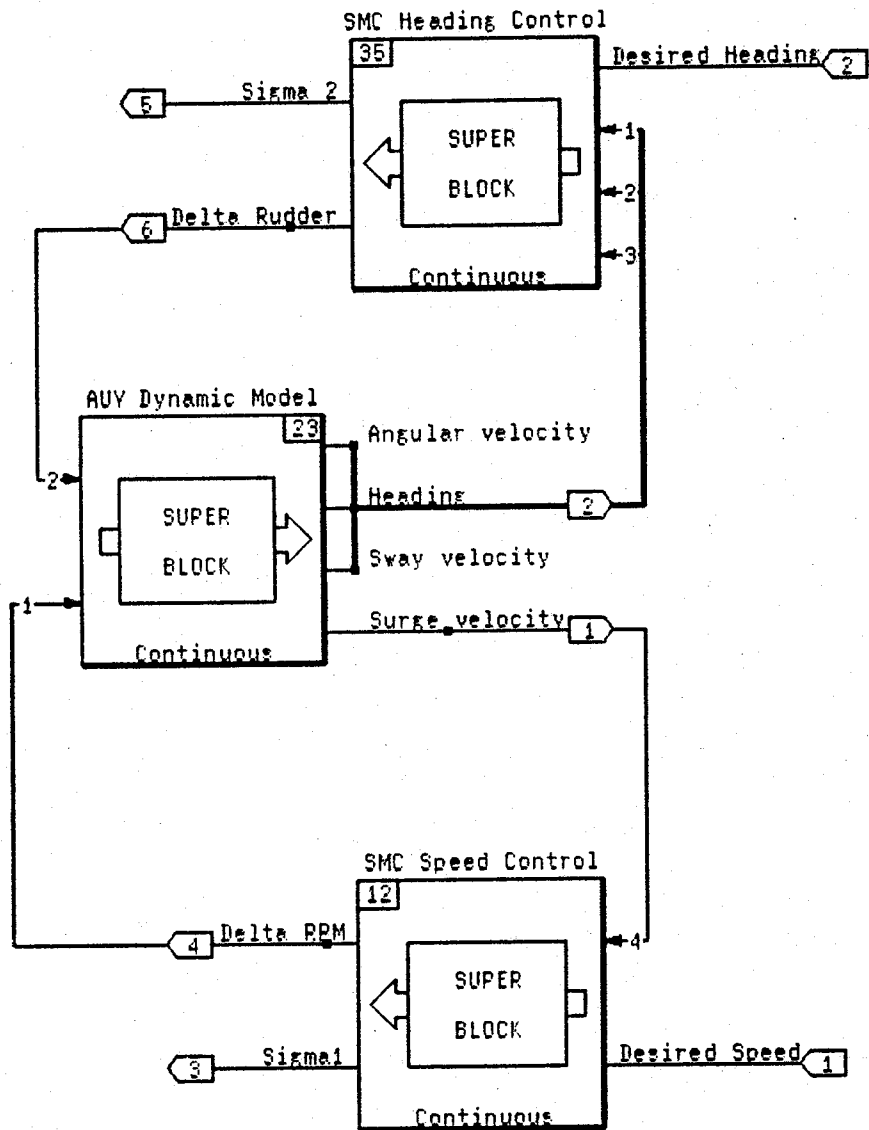 SMC Heading Control
35
Desired Heading
2
Sigma 2
5
1
SUPER
2
BLOCK
Delta Rudder
6
3
Continuous
AUY Dynamic Model
23
Angular velocity
2
Heading
2
SUPER
BLOCK
Sway velocity
1
Surge velocity
1
Continuous
SMC Speed Control
12
Delta RPM
4
4
SUPER
BLOCK
Sigma1
3
Desired Speed
1
Continuous